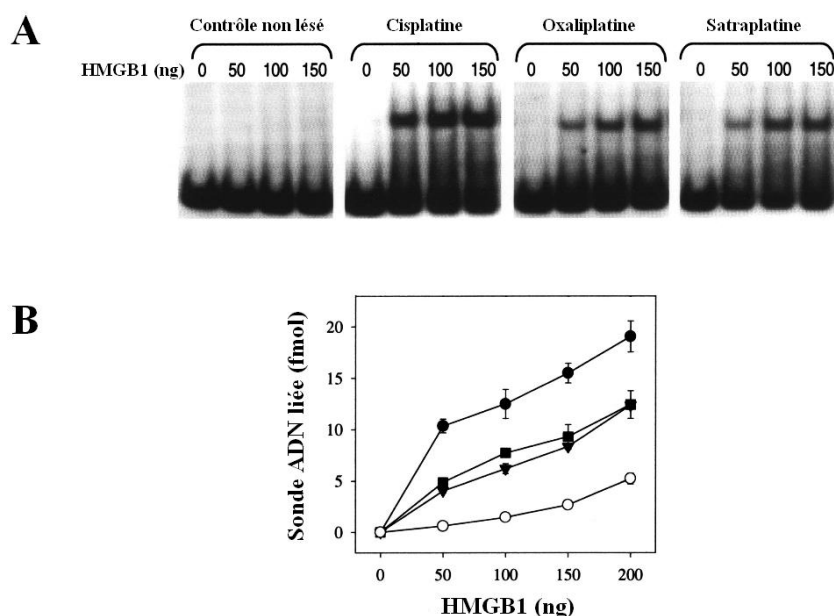 A
Contrôle non lésé Cisplatine Oxaliplatine Satraplatine
HMGB1 (ng) 0 50 100 150 0 50 100 150 0 50 100 150 0 50 100 150
B
Sonde ADN liée (fmol)
20
15
10
5
0
0 50 100 150 200
HMGB1 (ng)